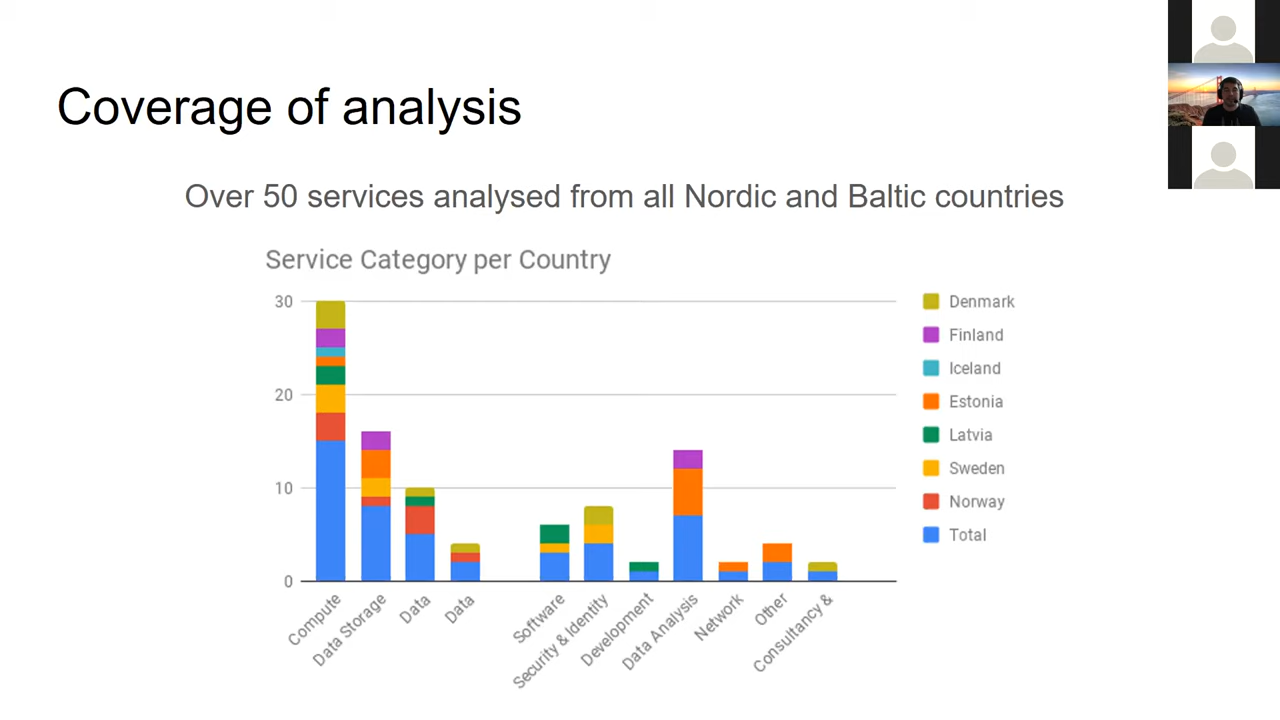 Coverage of analysis
Over 50 services analysed from all Nordic and Baltic countries
Service Category per Country
30
20
10
0
Compute
Data Storage
Data
Data
Software
Security & Identity
Development
Data Analysis
Network
Other
Consultancy &
Denmark
Finland
Iceland
Estonia
Latvia
Sweden
Norway
Total